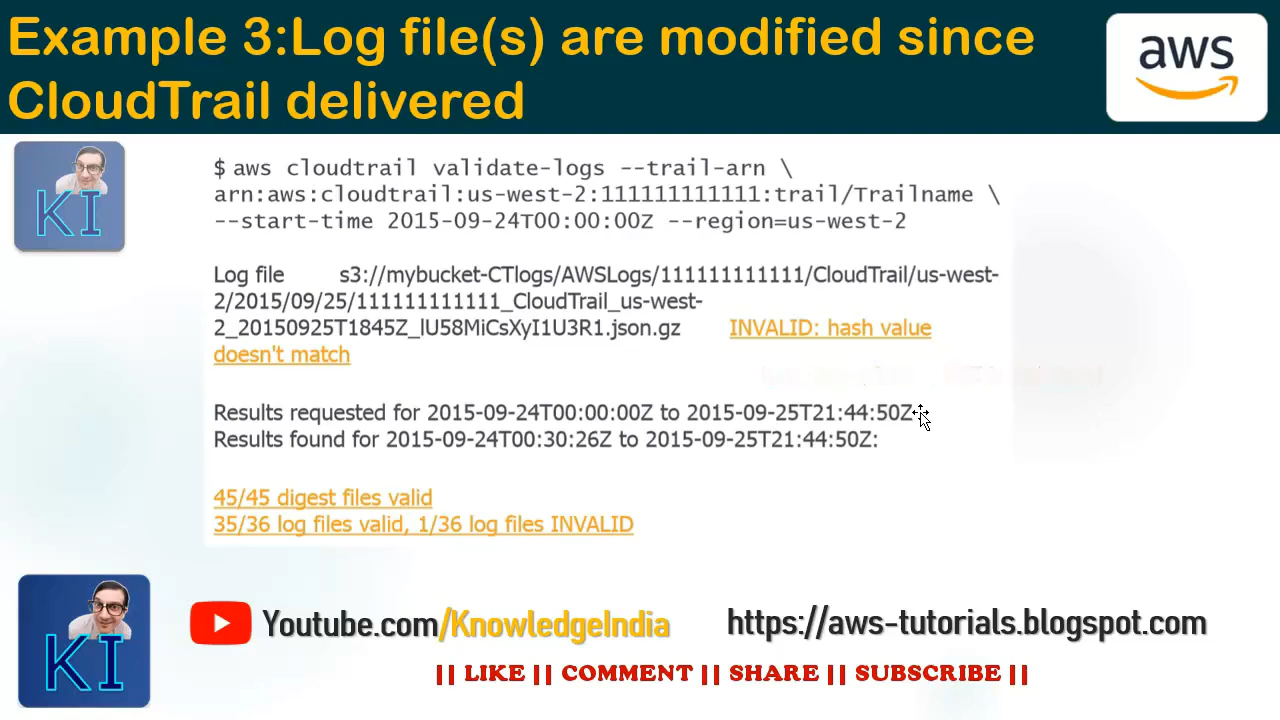 Example 3:Log file(s) are modified since
CloudTrail delivered
aws
KI
$ aws cloudtrail validate-logs --trail-arn \
arn:aws:cloudtrail:us-west-2:111111111111:trail/Trailname \
--start-time 2015-09-24T00:00:00Z --region=us-west-2
Log file s3://mybucket-CTlogs/AWSLogs/111111111111/CloudTrail/us-west-
2/2015/09/25/111111111111_CloudTrail_us-west-
2_20150925T1845Z_lU58MiCsXyI1U3R1.json.gz INVALID: hash value
doesn't match
Results requested for 2015-09-24T00:00:00Z to 2015-09-25T21:44:50Z
Results found for 2015-09-24T00:30:26Z to 2015-09-25T21:44:50Z:
45/45 digest files valid
35/36 log files valid, 1/36 log files INVALID
KI
Youtube.com/KnowledgeIndia
https://aws-tutorials.blogspot.com
|| LIKE || COMMENT || SHARE || SUBSCRIBE ||